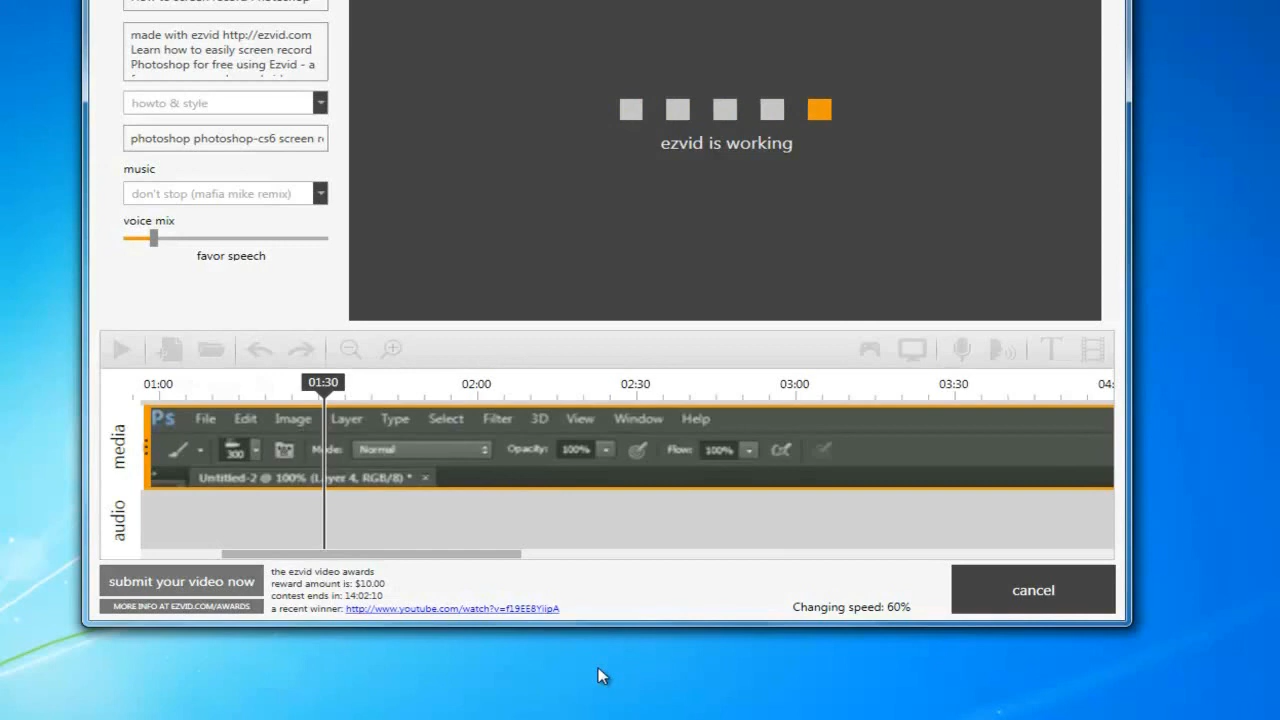 made with ezvid http://ezvid.com
Learn how to easily screen record
Photoshop for free using Ezvid - a
howto & style
photoshop photoshop-cs6 screen r
music
don't stop (mafia mike remix)
voice mix
favor speech
ezvid is working
01:00 01:30 02:00 02:30 03:00 03:30 04:
media
Ps File Edit Image Layer Type Select Filter 3D View Window Help
300 Mode: Normal Opacity: 100% Flow: 100%
Untitled-2 @ 100% (Layer 4, RGB/8) * ×
audio
submit your video now
MORE INFO AT EZVID.COM/AWARDS
the ezvid video awards
reward amount is: $10.00
contest ends in: 14:02:10
a recent winner: http://www.youtube.com/watch?v=f19EE8YiipA
Changing speed: 60%
cancel